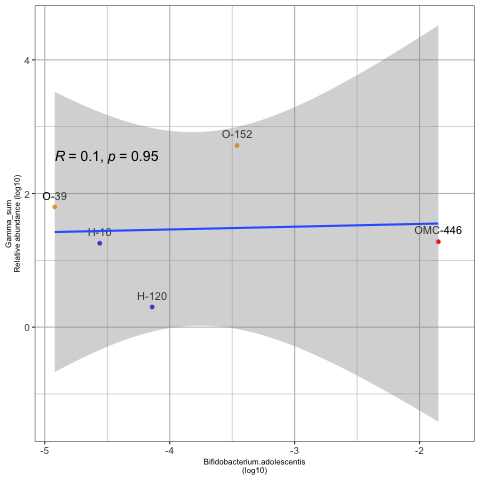 4
2
0
Gamma_sum
Relative abundance (log10)
O-152
R = 0.1, p = 0.95
O-39
H-10
OMC-446
H-120
-5
-4
-3
-2
Bifidobacterium.adolescentis
(log10)